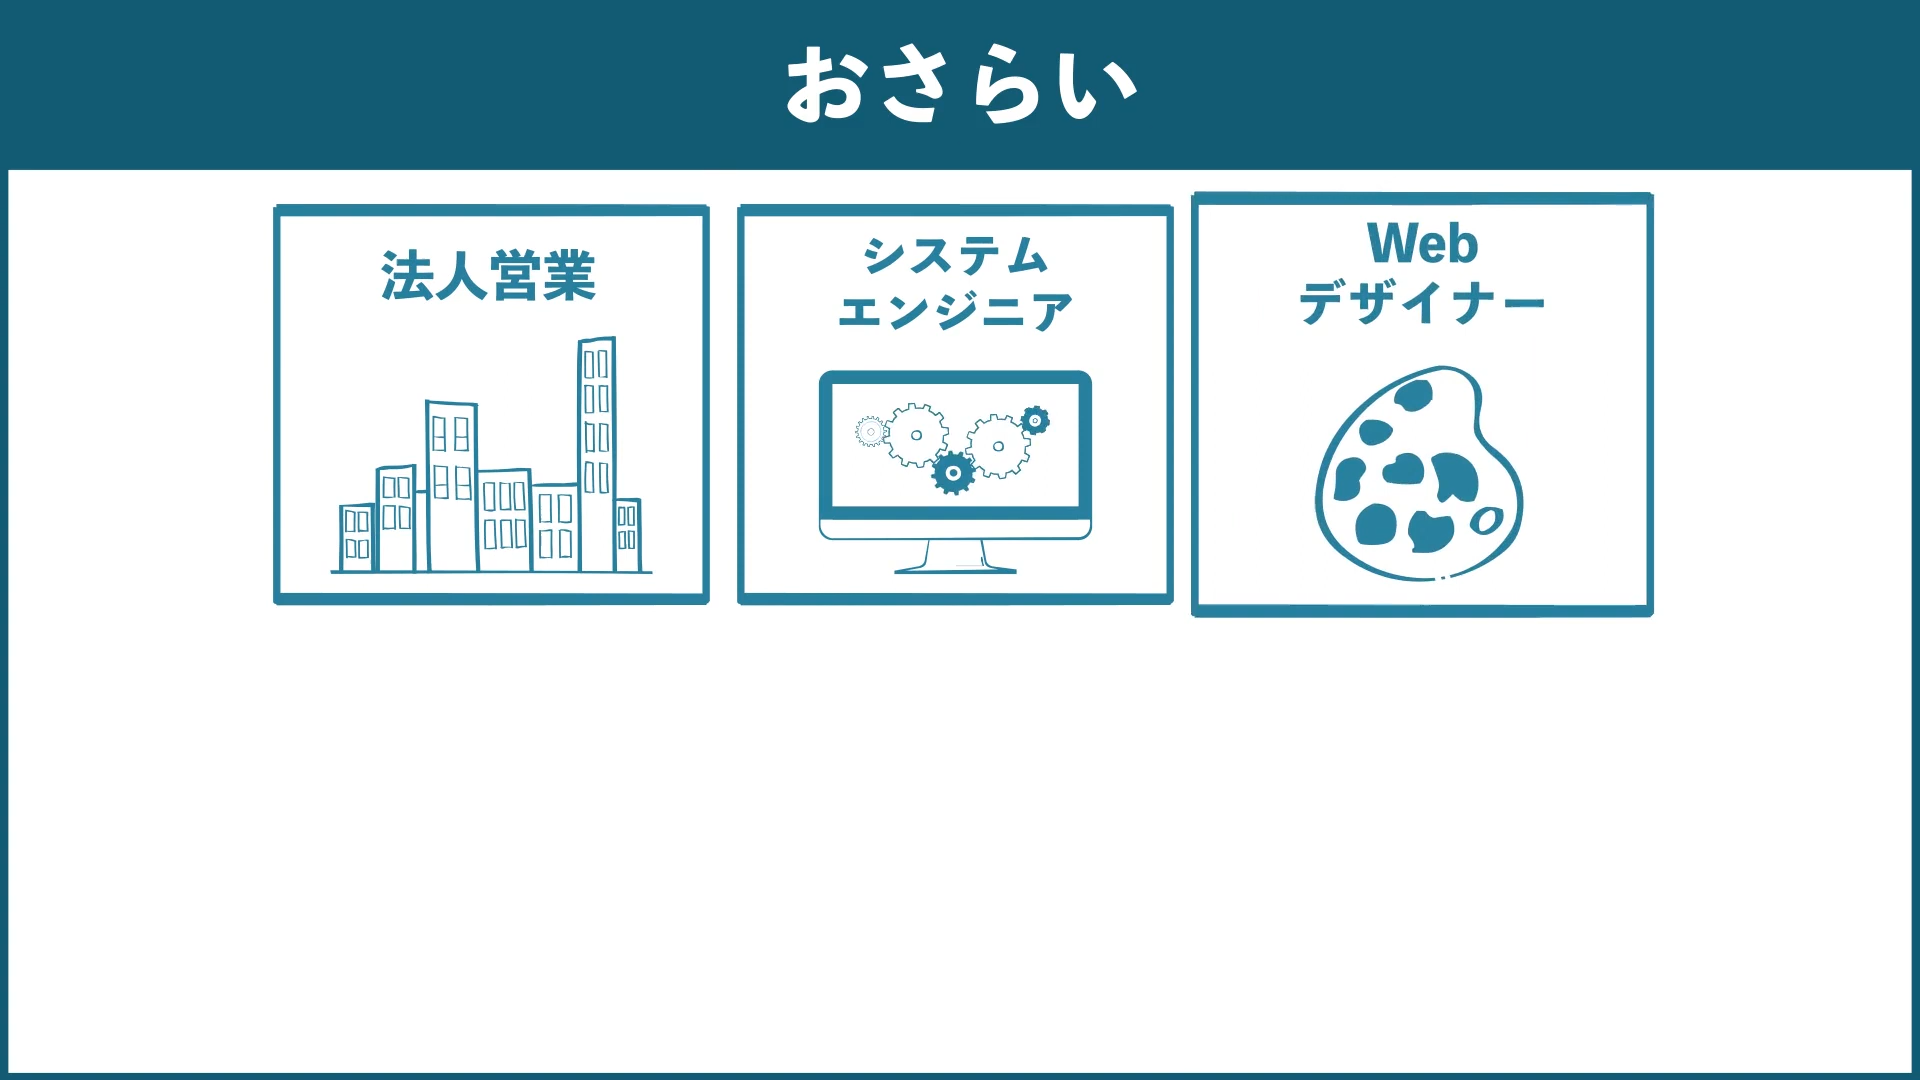 おさらい
法人営業
システム
エンジニア
Web
デザイナー